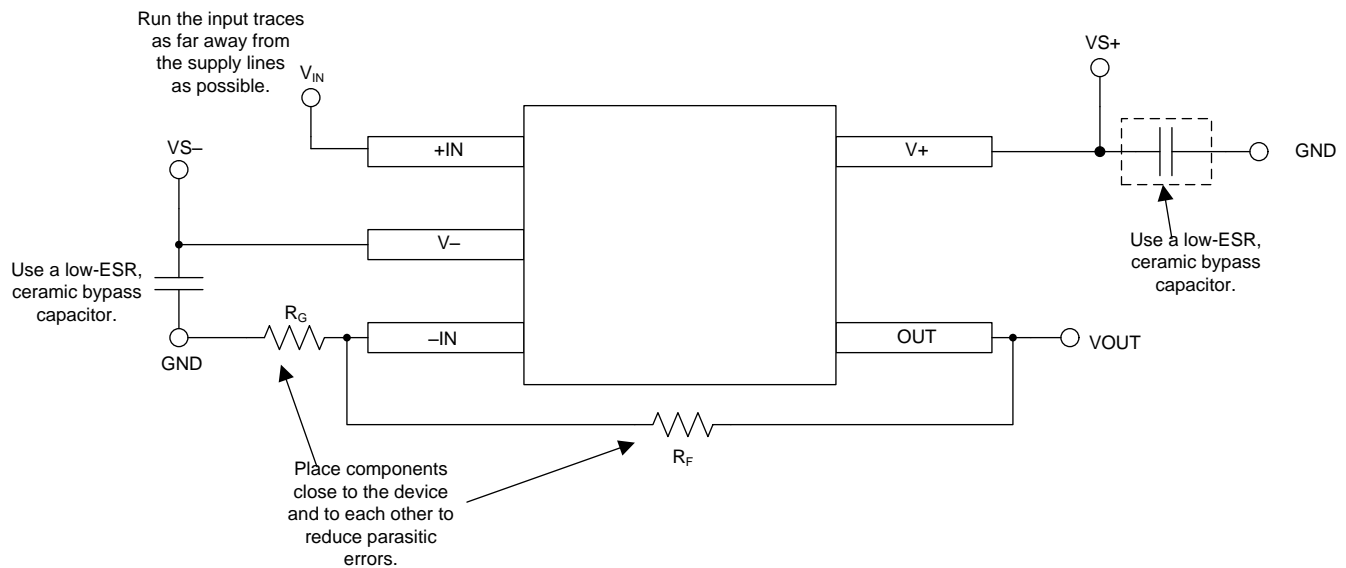 Run the input traces
as far away from
the supply lines
as possible.
VIN
VS+
VS–
+IN
V+
GND
V–
Use a low-ESR,
ceramic bypass
capacitor.
Use a low-ESR,
ceramic bypass
capacitor.
RG
–IN
OUT
VOUT
GND
RF
Place components
close to the device
and to each other to
reduce parasitic
errors.